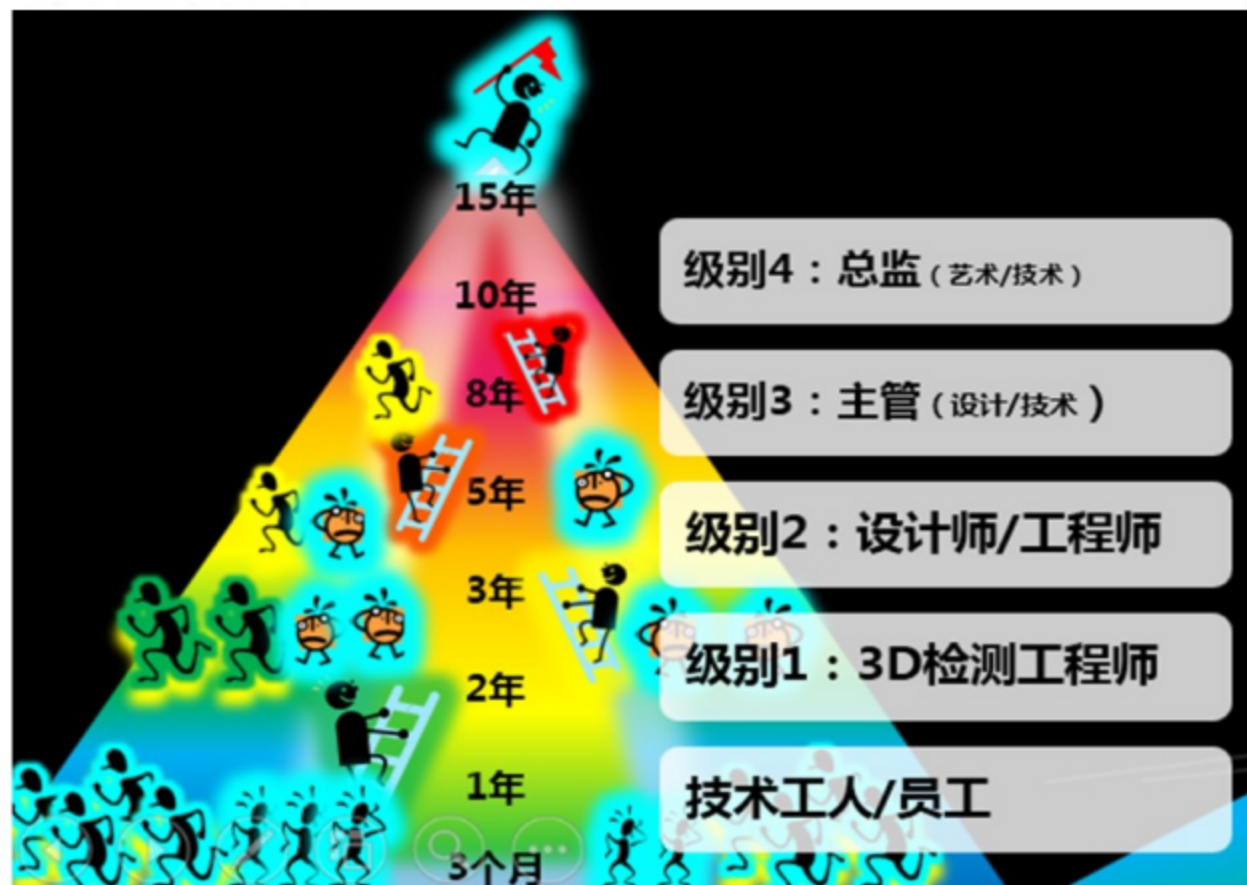 15年
10年
8年
5年
3年
2年
1年
3个月
级别4：总监（艺术/技术）
级别3：主管（设计/技术）
级别2：设计师/工程师
级别1：3D检测工程师
技术工人/员工